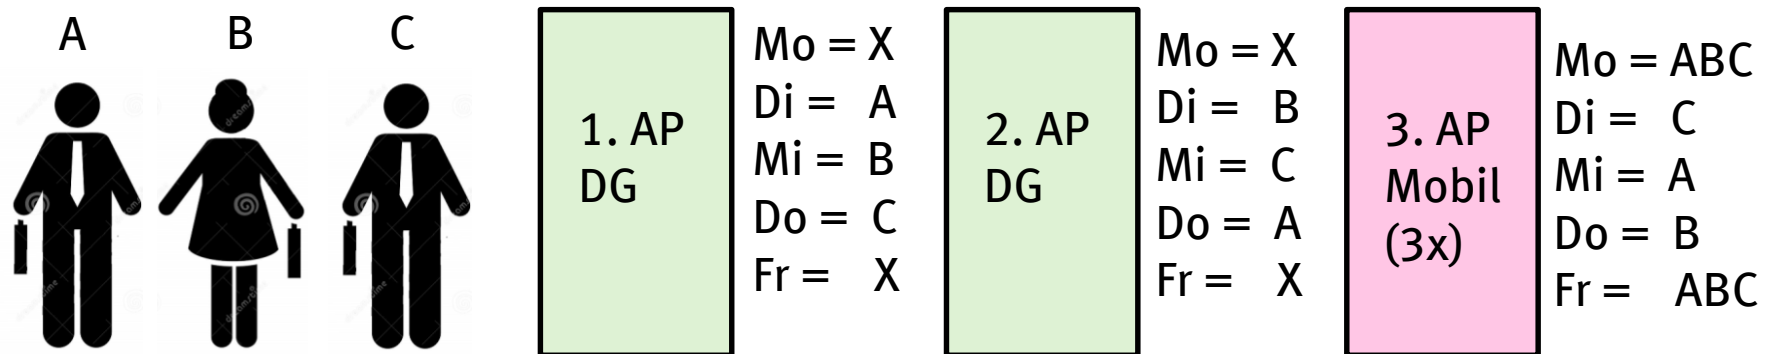 A B C
1. AP
DG
Mo = X
Di = A
Mi = B
Do = C
Fr = X
2. AP
DG
Mo = X
Di = B
Mi = C
Do = A
Fr = X
3. AP
Mobil
(3x)
Mo = ABC
Di = C
Mi = A
Do = B
Fr = ABC